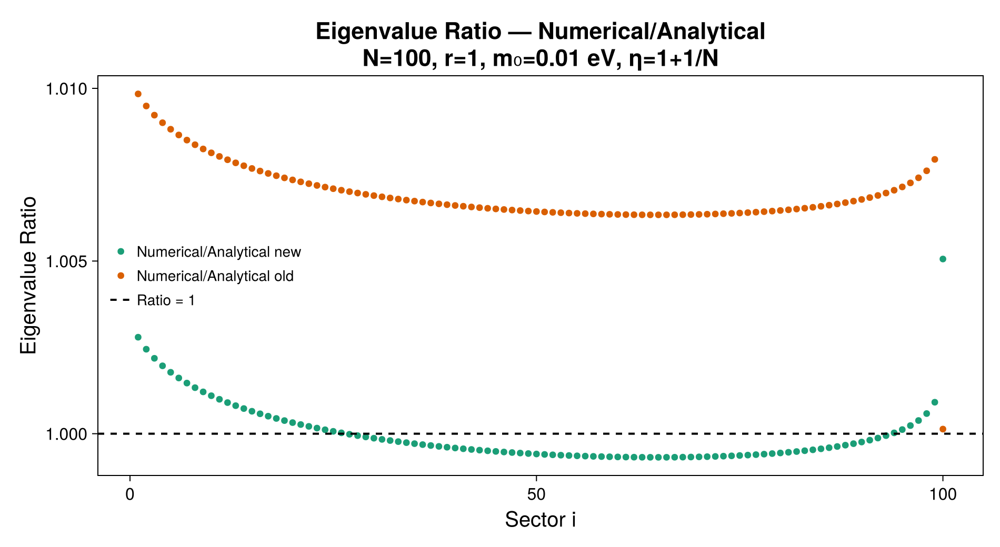 Eigenvalue Ratio — Numerical/Analytical
N=100, r=1, m₀=0.01 eV, η=1+1/N
Eigenvalue Ratio
1.010
1.005
1.000
Numerical/Analytical new
Numerical/Analytical old
Ratio = 1
0
50
100
Sector i